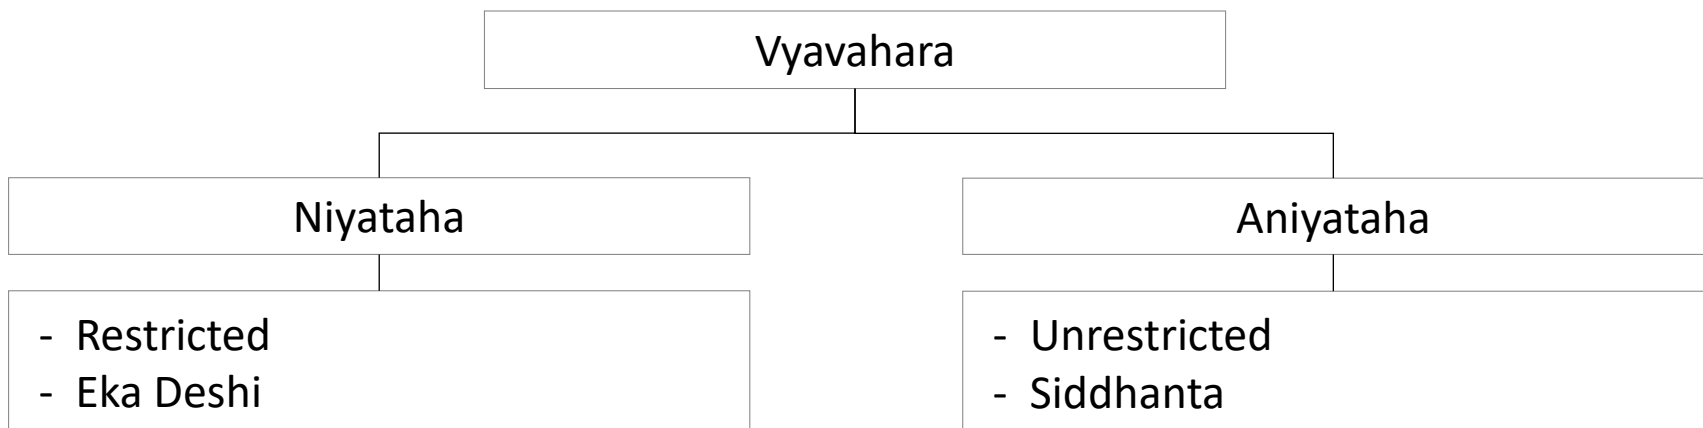 Vyavahara
Niyataha
Aniyataha
- Restricted
- Eka Deshi
- Unrestricted
- Siddhanta